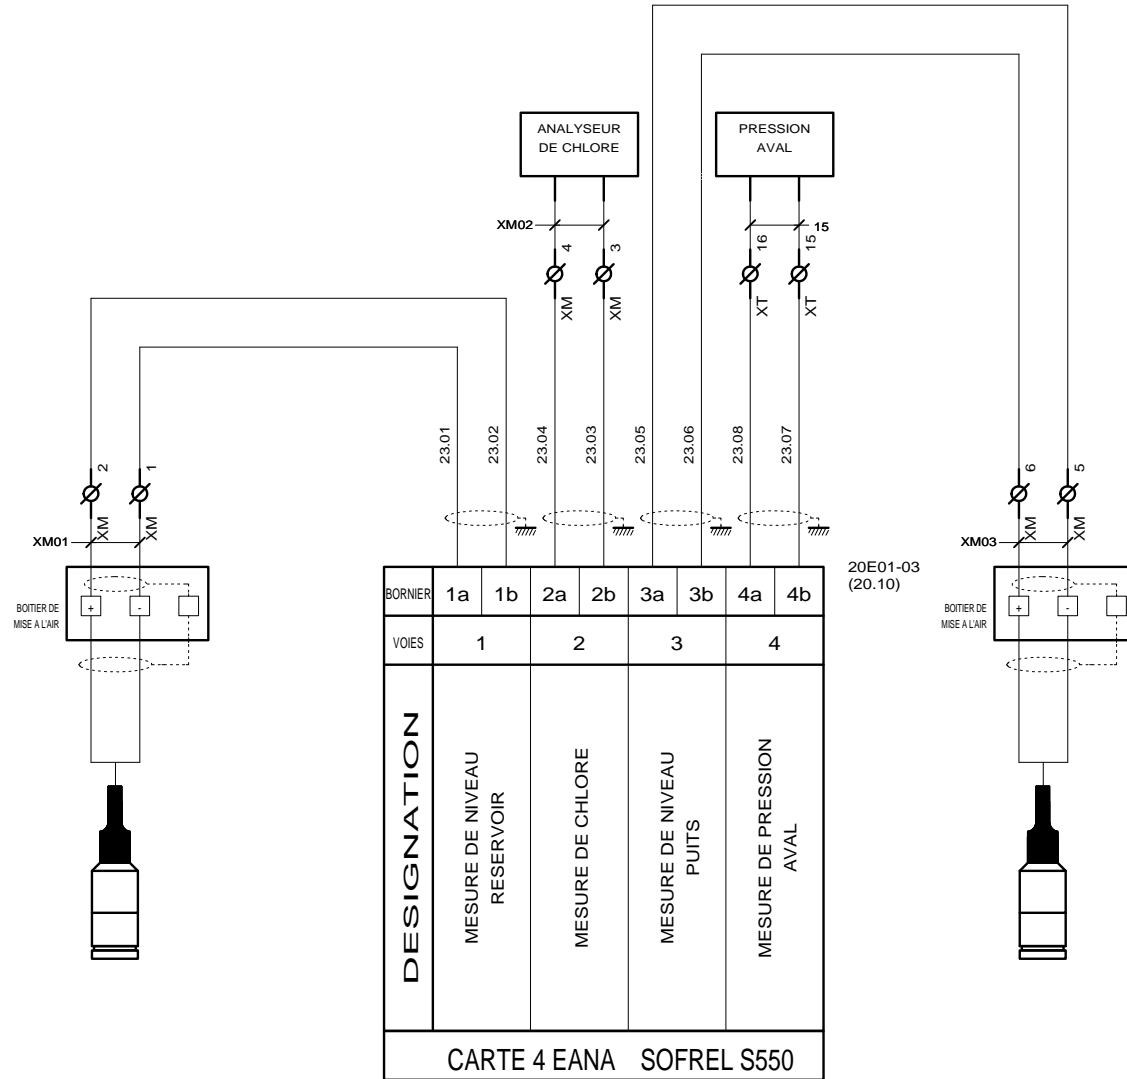 ANALYSEUR
DE CHLORE
PRESSION
AVAL
XM02
15
4
3
16
15
XM
XM
XT
XT
23.01
23.02
23.04
23.03
23.05
23.06
23.08
23.07
2
1
XM
XM
XM01
6
5
XM
XM
XM03
BOITIER DE
MISE A L'AIR
+
-
BOITIER DE
MISE A L'AIR
+
-
20E01-03
(20.10)
BORNIER 1a 1b 2a 2b 3a 3b 4a 4b
VOIES 1 2 3 4
DESIGNATION
MESURE DE NIVEAU
RESERVOIR
MESURE DE CHLORE
MESURE DE NIVEAU
PUITS
MESURE DE PRESSION
AVAL
CARTE 4 EANA SOFREL S550